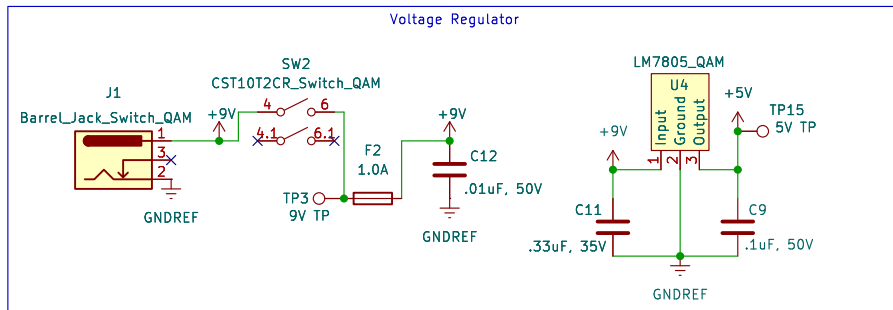 Voltage Regulator
J1
Barrel_Jack_Switch_QAM
1
3
2
GNDREF
+9V
SW2
CST10T2CR_Switch_QAM
4
6
4.1
6.1
TP3
9V TP
F2
1.0A
+9V
C12
.01uF, 50V
GNDREF
LM7805_QAM
U4
Input
Ground
Output
1
2
3
+9V
+5V
TP15
5V TP
C11
.33uF, 35V
C9
.1uF, 50V
GNDREF